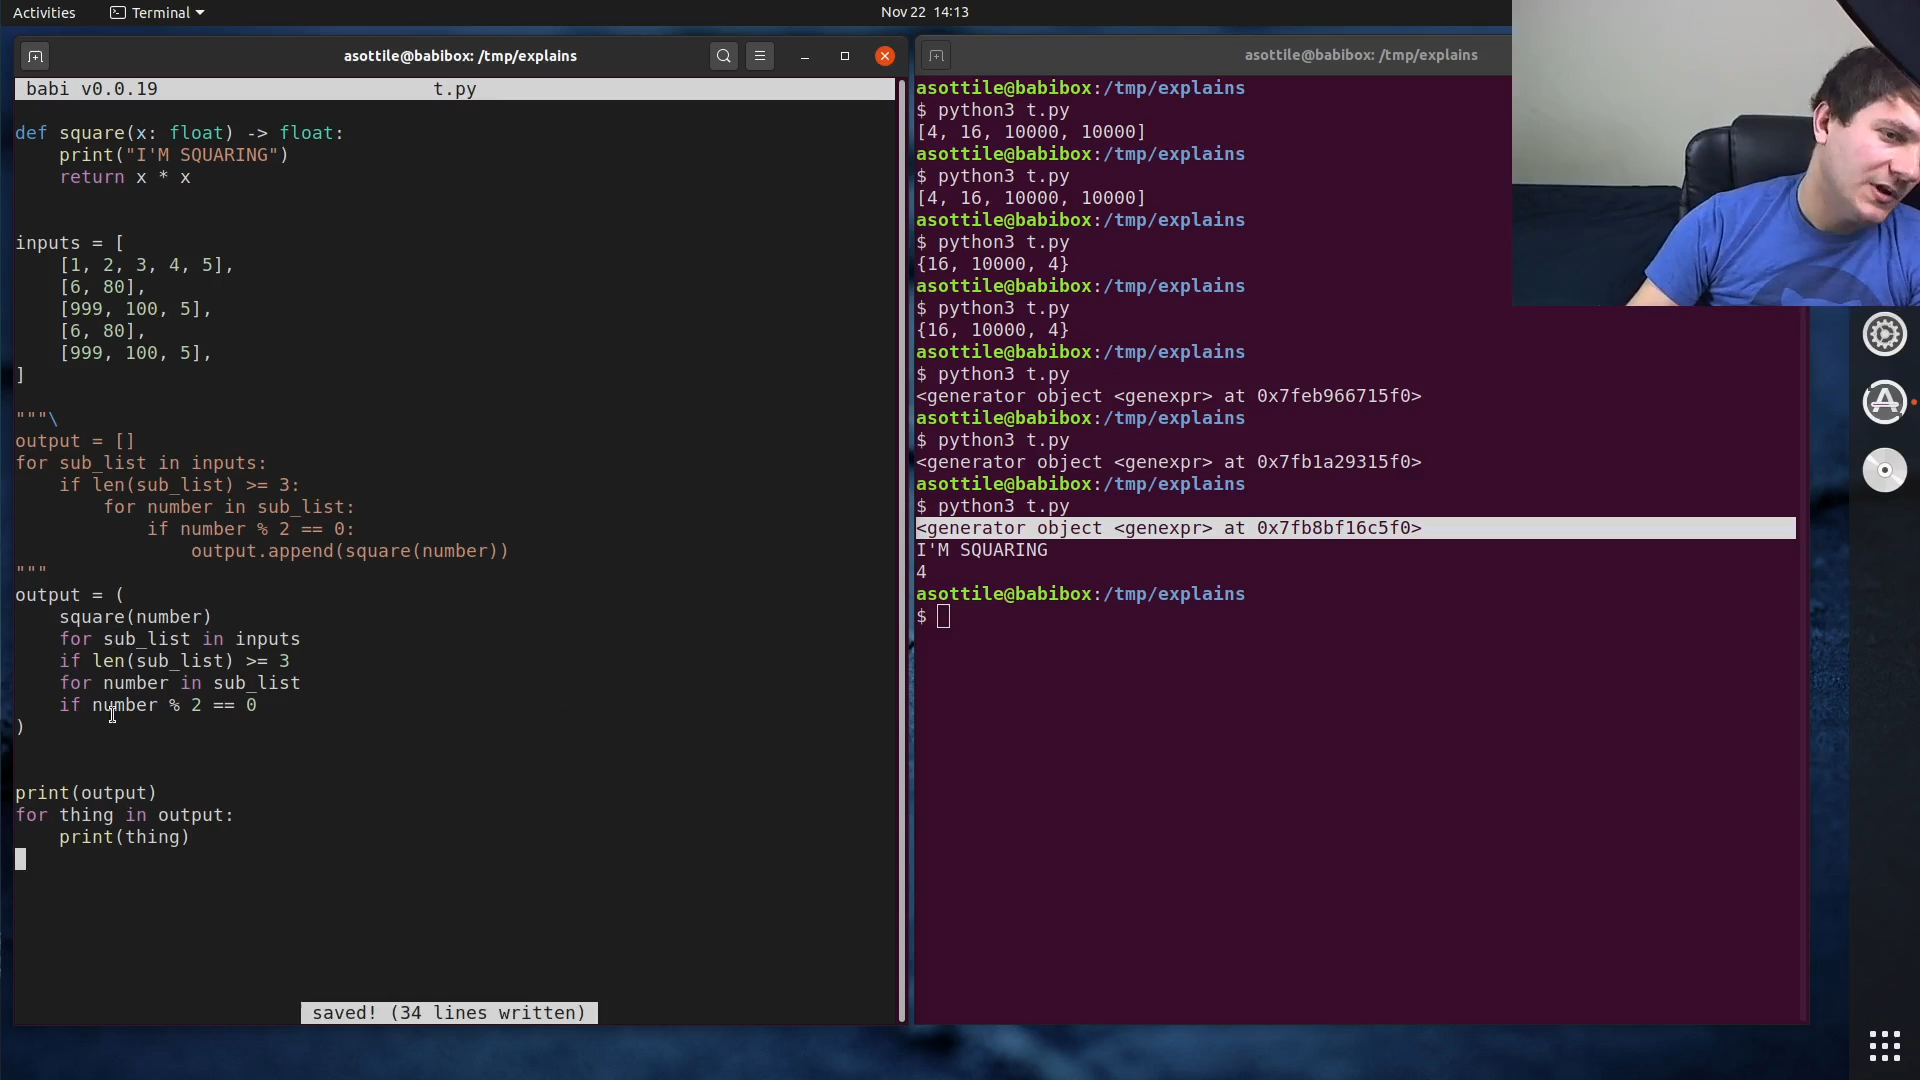 Activities
Terminal
Nov 22 14:13
asottile@babibox: /tmp/explains
babi v0.0.19 t.py
def square(x: float) -> float:
    print("I'M SQUARING")
    return x * x
inputs = [
    [1, 2, 3, 4, 5],
    [6, 80],
    [999, 100, 5],
    [6, 80],
    [999, 100, 5],
]
"""\
output = []
for sub_list in inputs:
    if len(sub_list) >= 3:
        for number in sub_list:
            if number % 2 == 0:
                output.append(square(number))
"""
output = (
    square(number)
    for sub_list in inputs
    if len(sub_list) >= 3
    for number in sub_list
    if number % 2 == 0
)
print(output)
for thing in output:
    print(thing)
saved! (34 lines written)
asottile@babibox: /tmp/explains
asottile@babibox:/tmp/explains
$ python3 t.py
[4, 16, 10000, 10000]
asottile@babibox:/tmp/explains
$ python3 t.py
[4, 16, 10000, 10000]
asottile@babibox:/tmp/explains
$ python3 t.py
{16, 10000, 4}
asottile@babibox:/tmp/explains
$ python3 t.py
{16, 10000, 4}
asottile@babibox:/tmp/explains
$ python3 t.py
<generator object <genexpr> at 0x7feb966715f0>
asottile@babibox:/tmp/explains
$ python3 t.py
<generator object <genexpr> at 0x7fb1a29315f0>
asottile@babibox:/tmp/explains
$ python3 t.py
<generator object <genexpr> at 0x7fb8bf16c5f0>
I'M SQUARING
4
asottile@babibox:/tmp/explains
$